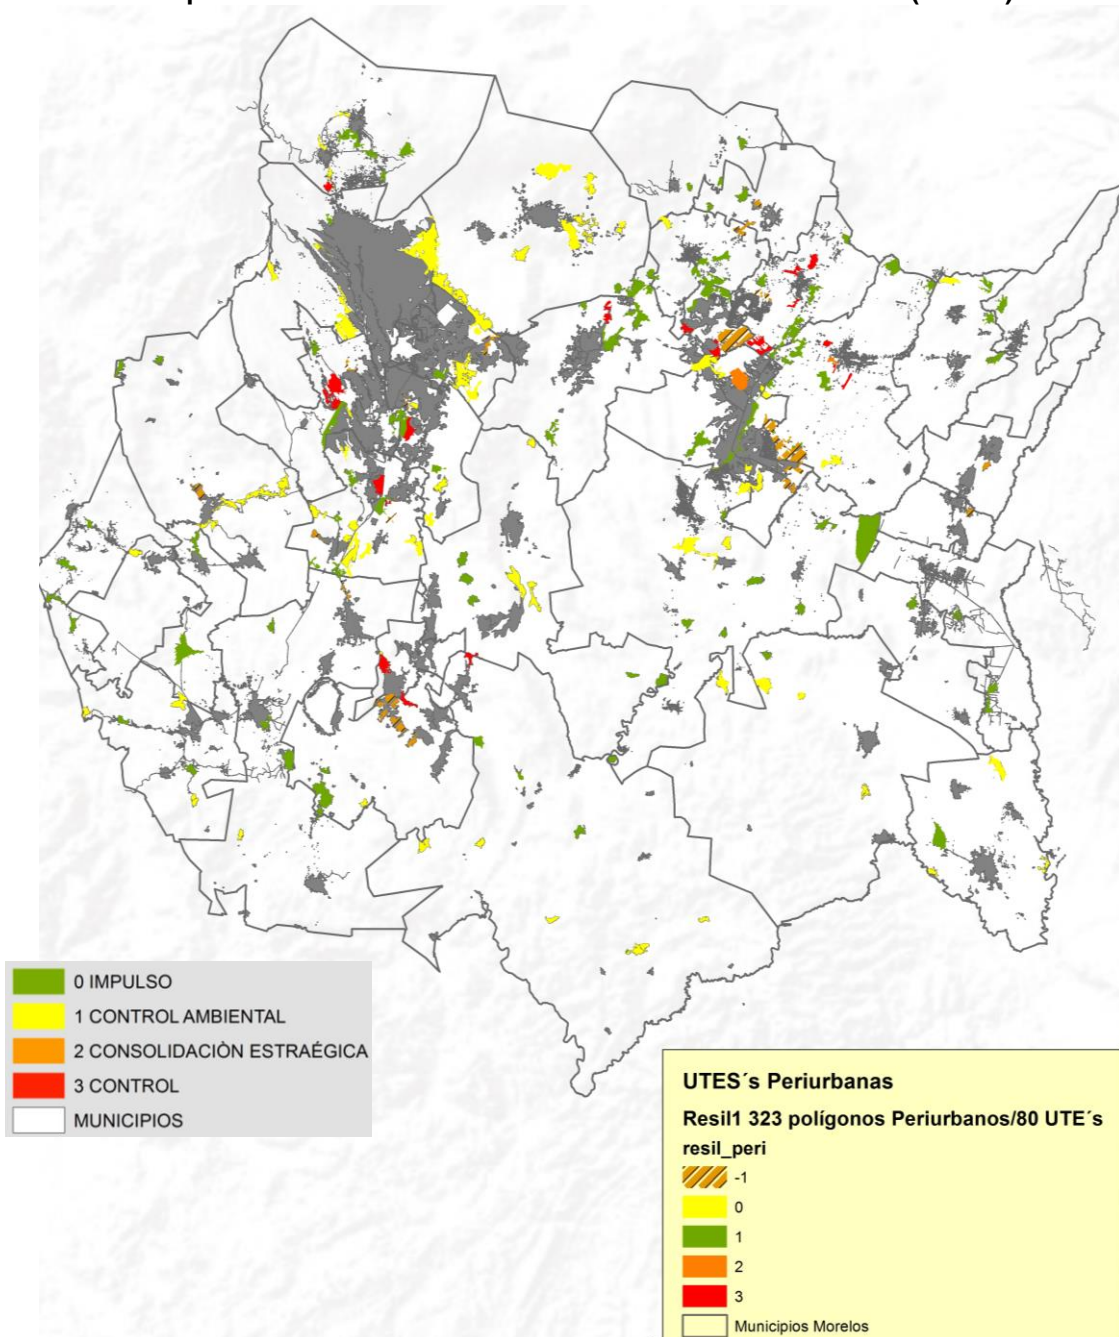 0 IMPULSO
1 CONTROL AMBIENTAL
2 CONSOLIDACIÒN ESTRAÉGICA
3 CONTROL
MUNICIPIOS
UTES´s Periurbanas
Resil1 323 polígonos Periurbanos/80 UTE´s
resil_peri
-1
0
1
2
3
Municipios Morelos